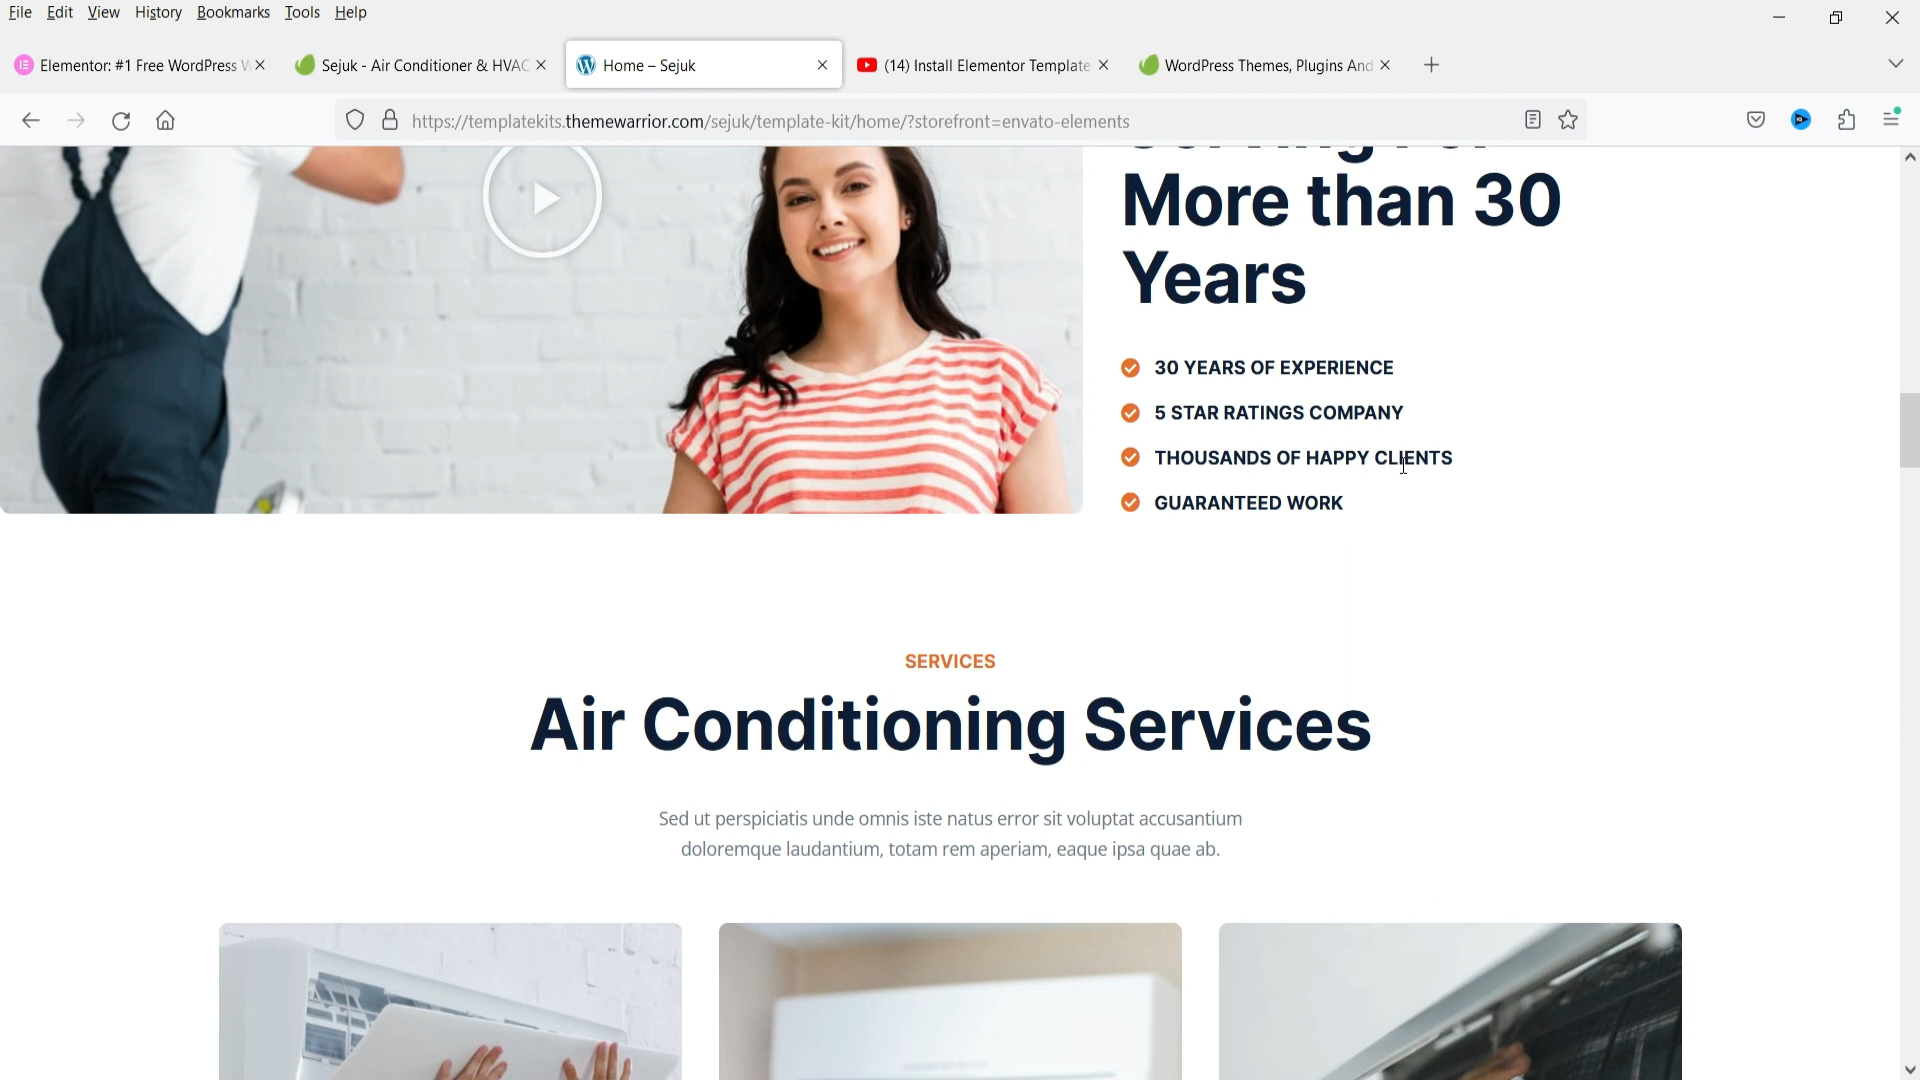 File Edit View History Bookmarks Tools Help
Elementor: #1 Free WordPress W
Sejuk - Air Conditioner & HVAC
Home – Sejuk
(14) Install Elementor Template
WordPress Themes, Plugins And
https://templatekits.themewarrior.com/sejuk/template-kit/home/?storefront=envato-elements
More than 30
Years
30 YEARS OF EXPERIENCE
5 STAR RATINGS COMPANY
THOUSANDS OF HAPPY CLIENTS
GUARANTEED WORK
SERVICES
Air Conditioning Services
Sed ut perspiciatis unde omnis iste natus error sit voluptat accusantium
doloremque laudantium, totam rem aperiam, eaque ipsa quae ab.